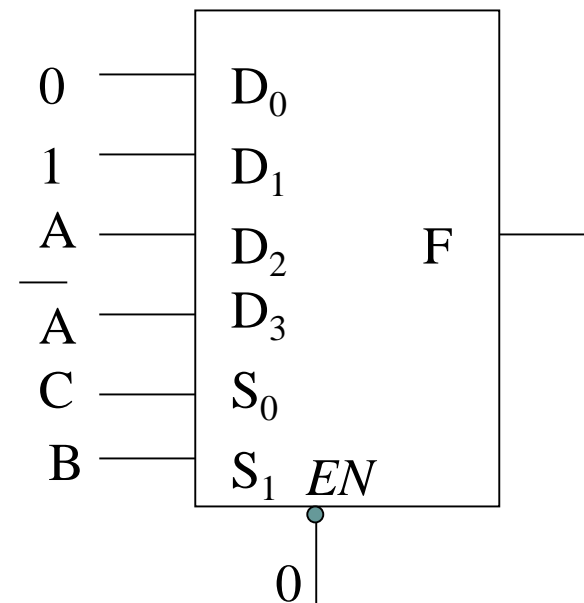 0 D₀
1 D₁
A D₂ F
A̅ D₃
C S₀
B S₁ EN
0